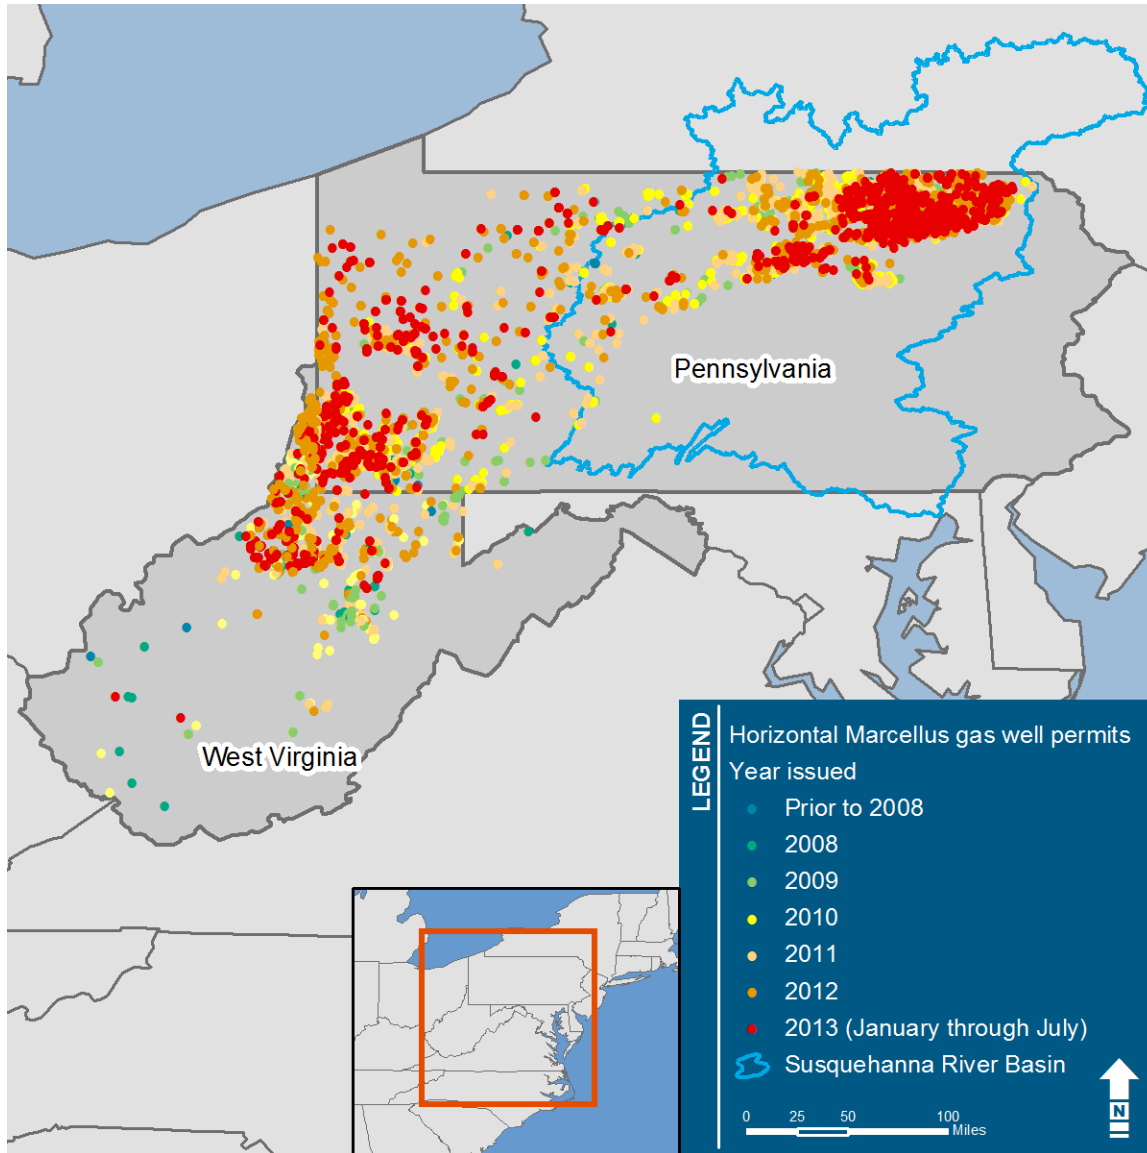 Pennsylvania
West Virginia
LEGEND
Horizontal Marcellus gas well permits
Year issued
Prior to 2008
2008
2009
2010
2011
2012
2013 (January through July)
Susquehanna River Basin
0 25 50 100
Miles
N